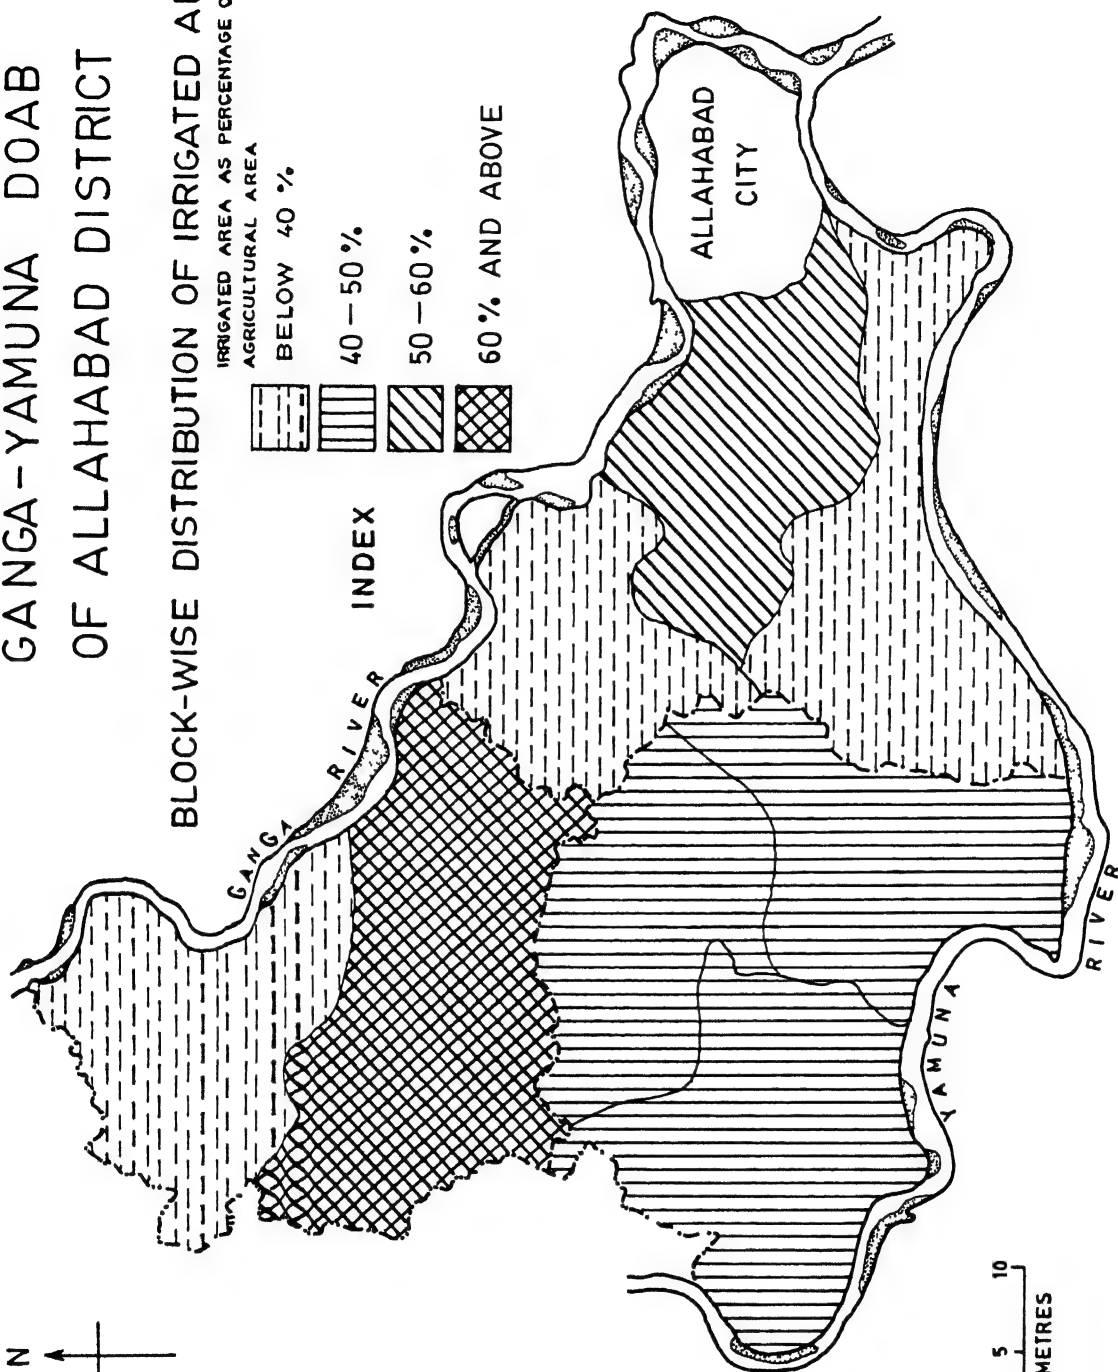 GANGA-YAMUNA DOAB
OF ALLAHABAD DISTRICT
BLOCK-WISE DISTRIBUTION OF IRRIGATED
IRRIGATED AREA AS PERCENTAGE
AGRICULTURAL AREA
BELOW 40 %
40-50%
50-60%
60% AND ABOVE
INDEX
ALLAHABAD
CITY
GANGA RIVER
YAMUNA RIVER
N
5 10
METRES